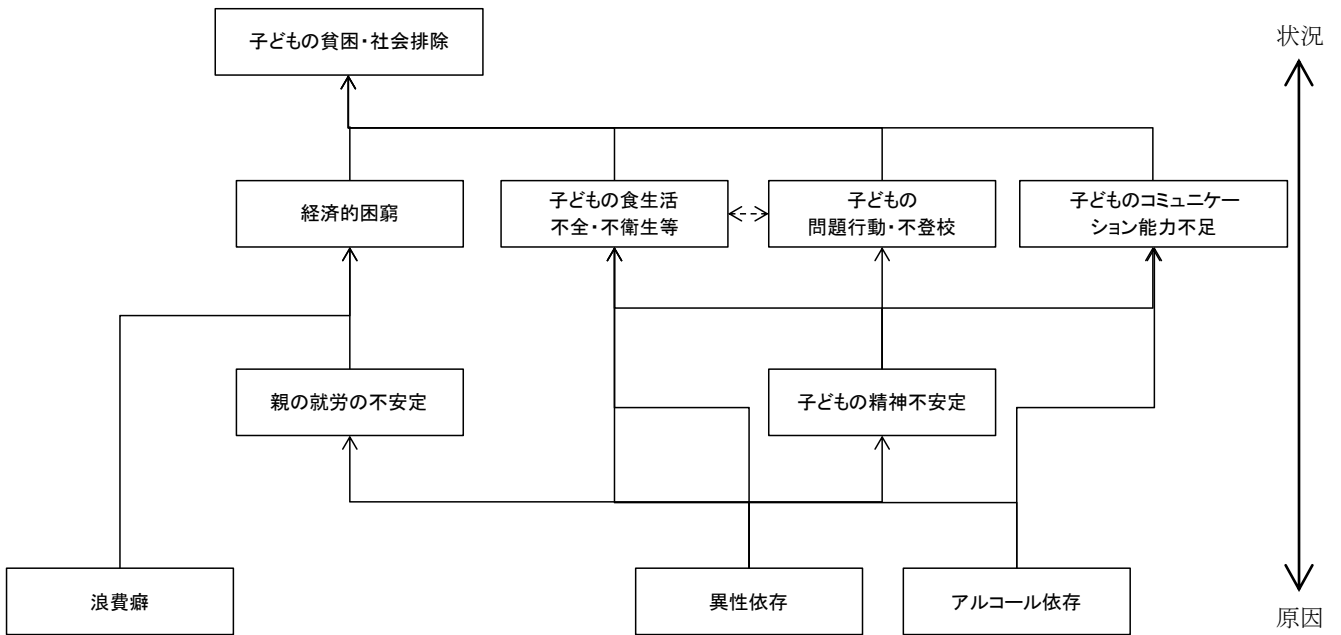 子どもの貧困・社会排除
状況
経済的困窮
子どもの食生活
不全・不衛生等
子どもの
問題行動・不登校
子どものコミュニケー
ション能力不足
親の就労の不安定
子どもの精神不安定
浪費癖
異性依存
アルコール依存
原因